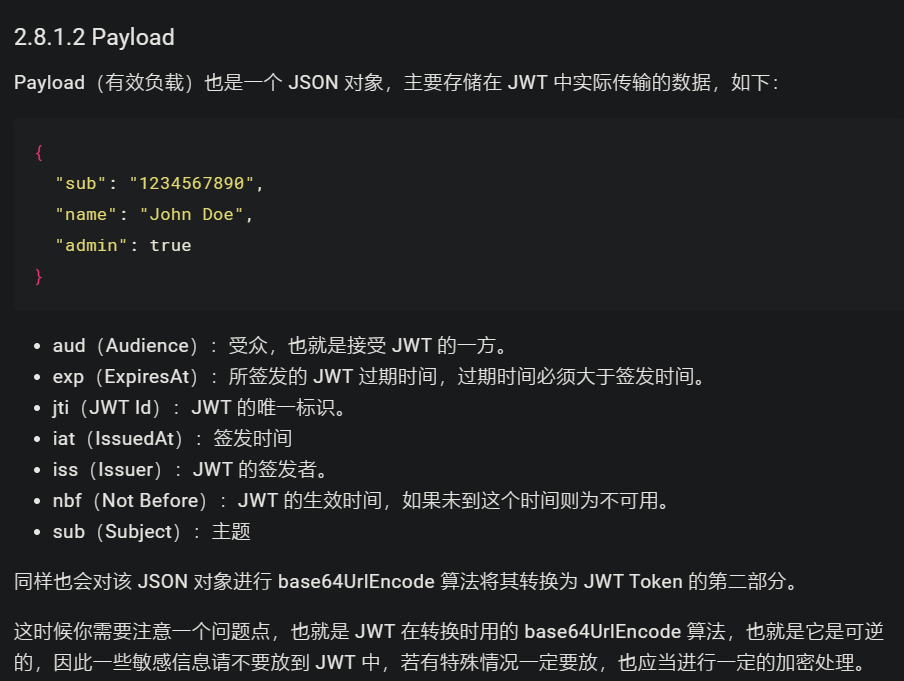 2.8.1.2 Payload
Payload（有效负载）也是一个 JSON 对象，主要存储在 JWT 中实际传输的数据，如下：
{
  "sub": "1234567890",
  "name": "John Doe",
  "admin": true
}
• aud（Audience）：受众，也就是接受 JWT 的一方。
• exp（ExpiresAt）：所签发的 JWT 过期时间，过期时间必须大于签发时间。
• jti（JWT Id）：JWT 的唯一标识。
• iat（IssuedAt）：签发时间
• iss（Issuer）：JWT 的签发者。
• nbf（Not Before）：JWT 的生效时间，如果未到这个时间则为不可用。
• sub（Subject）：主题
同样也会对该 JSON 对象进行 base64UrlEncode 算法将其转换为 JWT Token 的第二部分。
这时候你需要注意一个问题点，也就是 JWT 在转换时用的 base64UrlEncode 算法，也就是它是可逆
的，因此一些敏感信息请不要放到 JWT 中，若有特殊情况一定要放，也应当进行一定的加密处理。